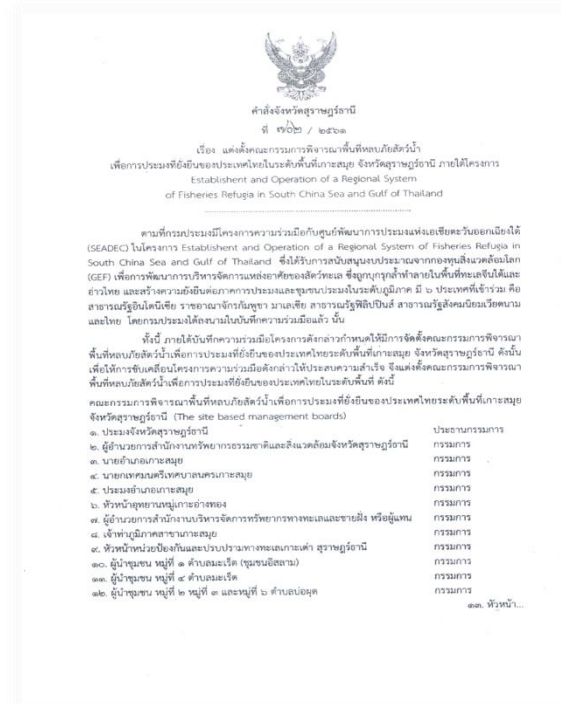 คำสั่งจังหวัดสุราษฎร์ธานี
ที่ ๗๐๒ / ๒๕๖๑
เรื่อง แต่งตั้งคณะกรรมการพิจารณาพื้นที่หลบภัยสัตว์น้ำ
เพื่อการประมงที่ยั่งยืนของประเทศไทยในระดับพื้นที่เกาะสมุย จังหวัดสุราษฎร์ธานี ภายใต้โครงการ
Establishent and Operation of a Regional System
of Fisheries Refugia in South China Sea and Gulf of Thailand
ตามที่กรมประมงมีโครงการความร่วมมือกับศูนย์พัฒนาการประมงแห่งเอเชียตะวันออกเฉียงใต้
(SEADEC) ในโครงการ Establishent and Operation of a Regional System of Fisheries Refugia in
South China Sea and Gulf of Thailand ซึ่งได้รับการสนับสนุนงบประมาณจากกองทุนสิ่งแวดล้อมโลก
(GEF) เพื่อการพัฒนาการบริหารจัดการแหล่งอาศัยของสัตว์ทะเล ซึ่งถูกบุกรุกล้ำทำลายในพื้นที่ทะเลจีนใต้และ
อ่าวไทย และสร้างความยั่งยืนต่อภาคการประมงและชุมชนประมงในระดับภูมิภาค มี ๖ ประเทศที่เข้าร่วม คือ
สาธารณรัฐอินโดนีเซีย ราชอาณาจักรกัมพูชา มาเลเซีย สาธารณรัฐฟิลิปปินส์ สาธารณรัฐสังคมนิยมเวียดนาม
และไทย โดยกรมประมงได้ลงนามในบันทึกความร่วมมือแล้ว นั้น
ทั้งนี้ ภายใต้บันทึกความร่วมมือโครงการดังกล่าวกำหนดให้มีการจัดตั้งคณะกรรมการพิจารณา
พื้นที่หลบภัยสัตว์น้ำเพื่อการประมงที่ยั่งยืนของประเทศไทยระดับพื้นที่เกาะสมุย จังหวัดสุราษฎร์ธานี ดังนั้น
เพื่อให้การขับเคลื่อนโครงการดังกล่าวให้ประสบความสำเร็จ จึงแต่งตั้งคณะกรรมการพิจารณา
พื้นที่หลบภัยสัตว์น้ำเพื่อการประมงที่ยั่งยืนของประเทศไทยในระดับพื้นที่ ดังนี้
คณะกรรมการพิจารณาพื้นที่หลบภัยสัตว์น้ำเพื่อการประมงที่ยั่งยืนของประเทศไทยระดับพื้นที่เกาะสมุย
จังหวัดสุราษฎร์ธานี (The site based management boards)
๑. ประมงจังหวัดสุราษฎร์ธานี ประธานกรรมการ
๒. ผู้อำนวยการสำนักงานทรัพยากรธรรมชาติและสิ่งแวดล้อมจังหวัดสุราษฎร์ธานี กรรมการ
๓. นายอำเภอเกาะสมุย กรรมการ
๔. นายกเทศมนตรีเทศบาลนครเกาะสมุย กรรมการ
๕. ประมงอำเภอเกาะสมุย กรรมการ
๖. หัวหน้าอุทยานหมู่เกาะอ่างทอง กรรมการ
๗. ผู้อำนวยการสำนักงานบริหารจัดการทรัพยากรทางทะเลและชายฝั่ง หรือผู้แทน กรรมการ
๘. เจ้าท่าภูมิภาคสาขาเกาะสมุย กรรมการ
๙. หัวหน้าหน่วยป้องกันและปรบปรามทางทะเลเกาะเต่า สุราษฎร์ธานี กรรมการ
๑๐. ผู้นำชุมชน หมู่ที่ ๑ ตำบลมะเร็ต (ชุมชนอิสลาม) กรรมการ
๑๑. ผู้นำชุมชน หมู่ที่ ๔ ตำบลมะเร็ต กรรมการ
๑๒. ผู้นำชุมชน หมู่ที่ ๒ หมู่ที่ ๓ และหมู่ที่ ๖ ตำบลบ่อผุด กรรมการ
๑๓. หัวหน้า...